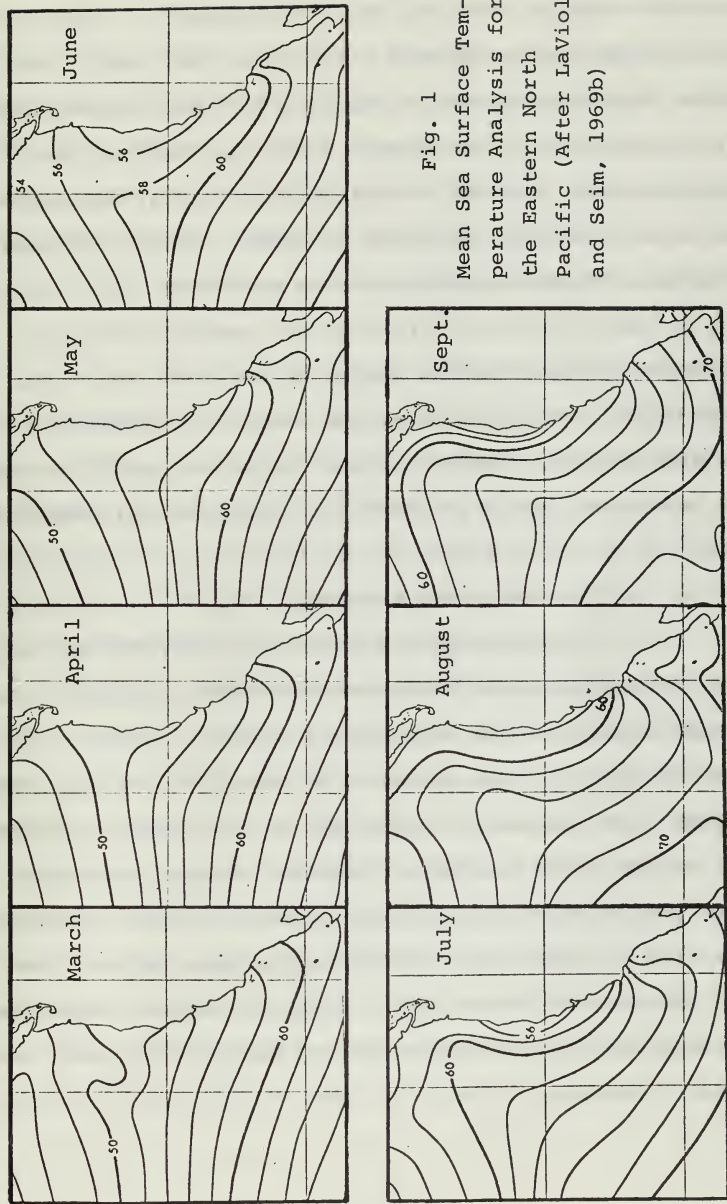 March
50
60
April
50
60
May
50
60
June
54
56
56
58
60
July
60
56
August
60
70
Sept.
60
70
Fig. 1
Mean Sea Surface Tem-
perature Analysis for
the Eastern North
Pacific (After LaViol
and Seim, 1969b)